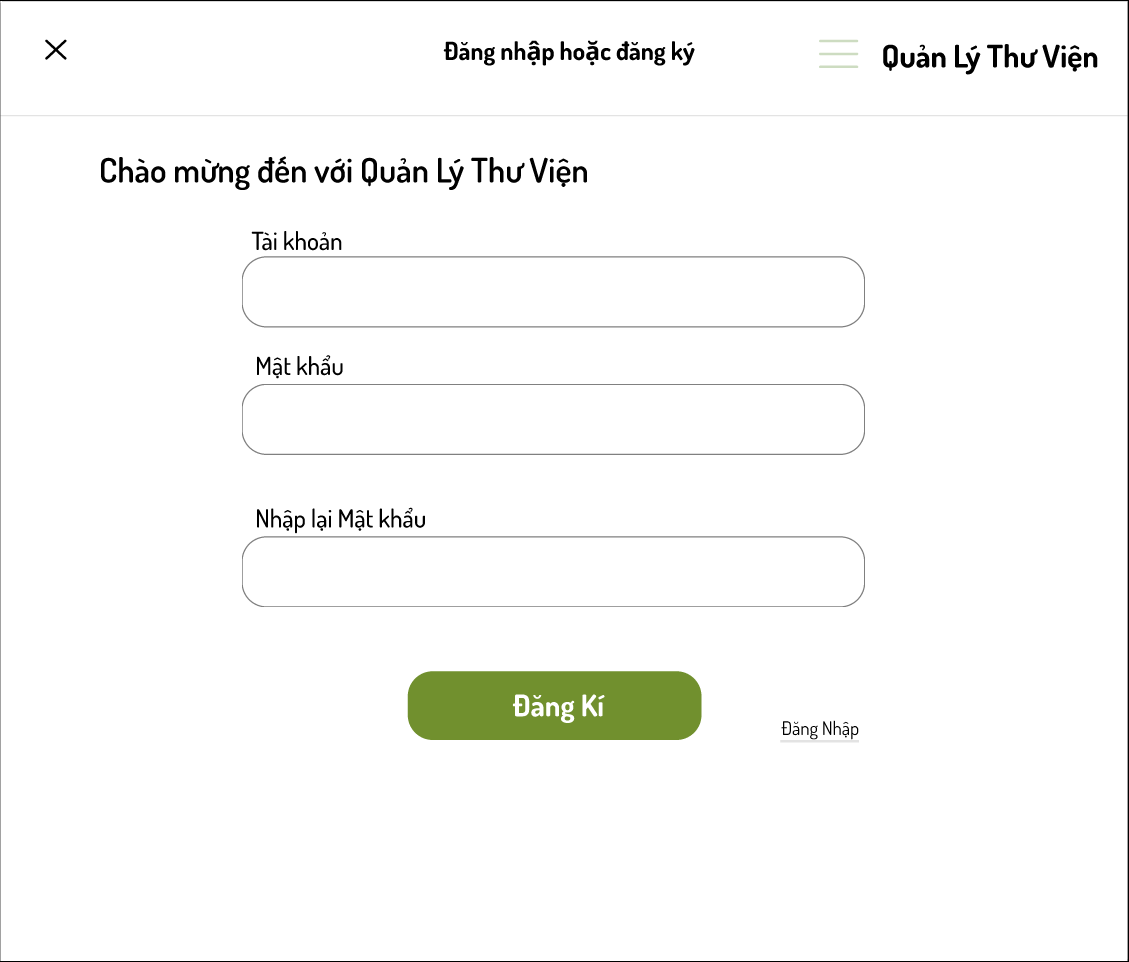 Đăng nhập hoặc đăng ký
Quản Lý Thư Viện
Chào mừng đến với Quản Lý Thư Viện
Tài khoản
Mật khẩu
Nhập lại Mật khẩu
Đăng Kí
Đăng Nhập